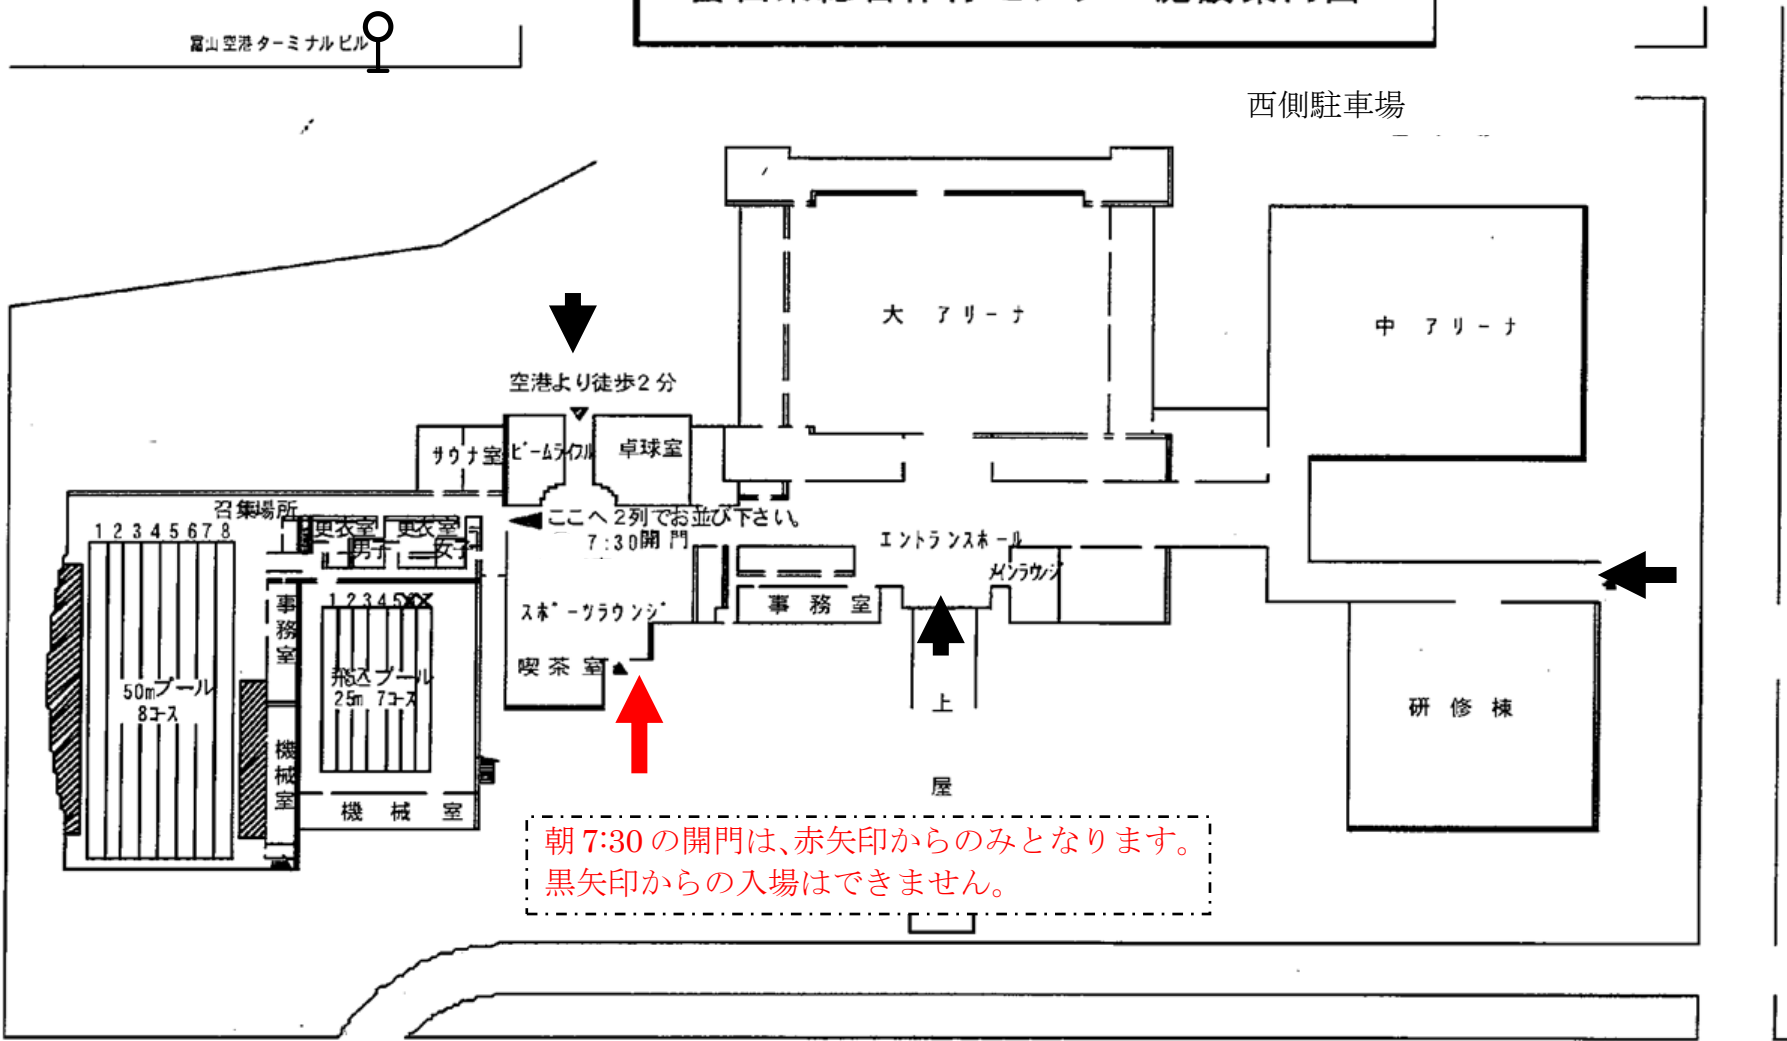 富山空港ターミナルビル
西側駐車場
大 アリーナ
中 アリーナ
空港より徒歩2分
サウナ室
ビームライフル
卓球室
召集場所
1 2 3 4 5 6 7 8
更衣室
男子
更衣室
女子
ここへ2列でお並び下さい。
7:30開門
エントランスホール
メインラウンジ
事務室
1 2 3 4 5
事務室
スポーツラウンジ
喫茶室
50mプール
8コース
飛込プール
25m 7コース
機械室
機械室
上屋
研修棟
朝7:30の開門は、赤矢印からのみとなります。
黒矢印からの入場はできません。